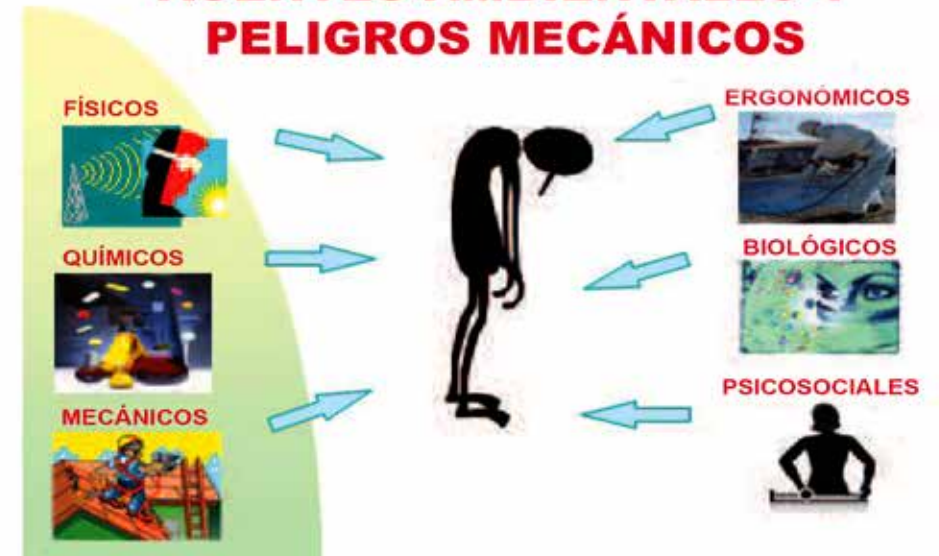 PELIGROS MECÁNICOS
FÍSICOS
QUÍMICOS
MECÁNICOS
ERGONÓMICOS
BIOLÓGICOS
PSICOSOCIALES